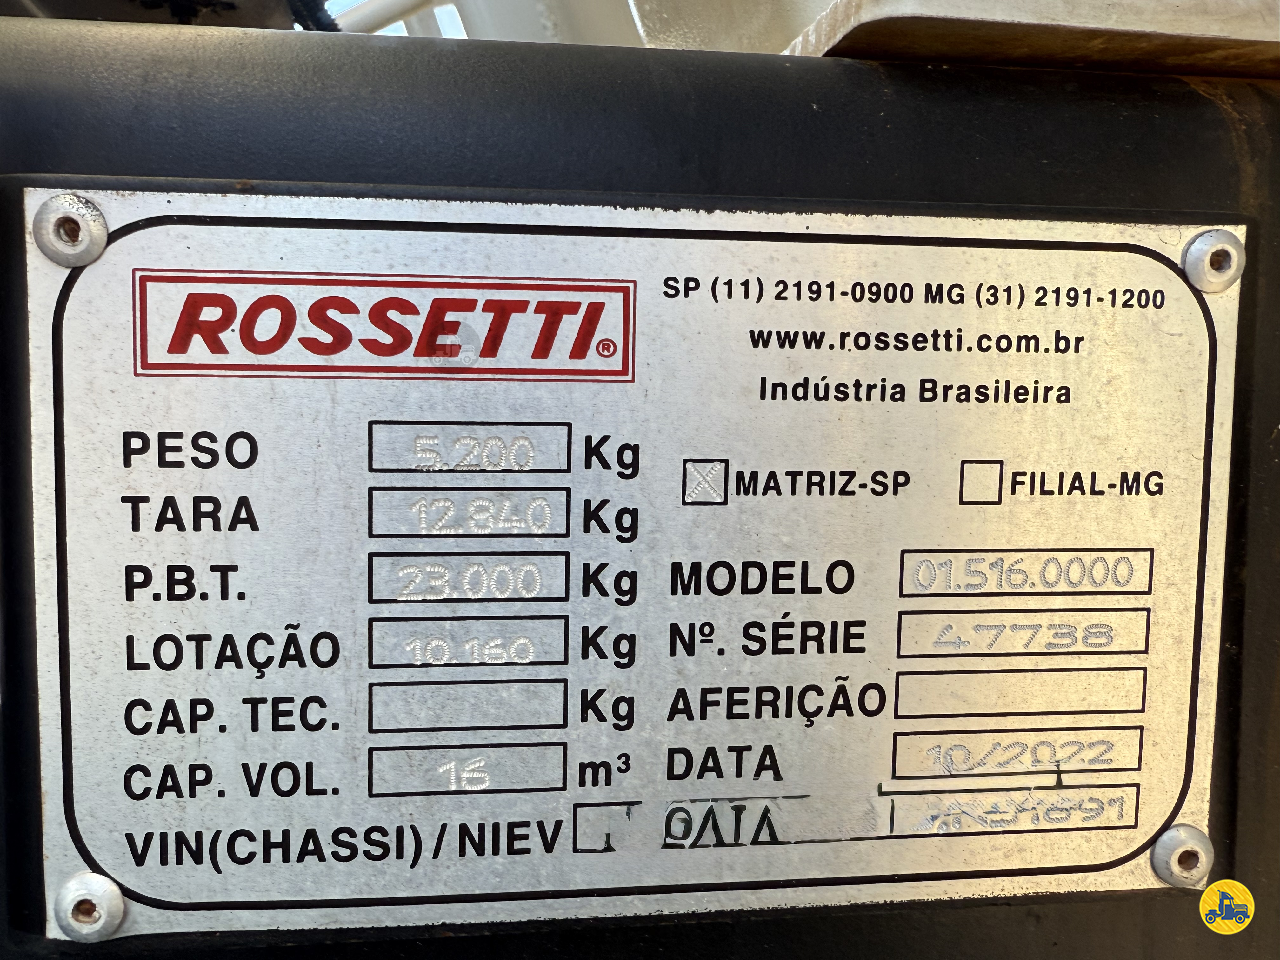 ROSSETTI®
SP (11) 2191-0900 MG (31) 2191-1200
www.rossetti.com.br
Indústria Brasileira
PESO 5.200 Kg
TARA 12.840 Kg
P.B.T. 23.000 Kg
LOTAÇÃO 10.160 Kg
CAP. TEC. Kg
CAP. VOL. 16 m³
X MATRIZ-SP FILIAL-MG
MODELO 01.516.0000
Nº. SÉRIE 47738
AFERIÇÃO
DATA 10/2022
VIN(CHASSI)/NIEV